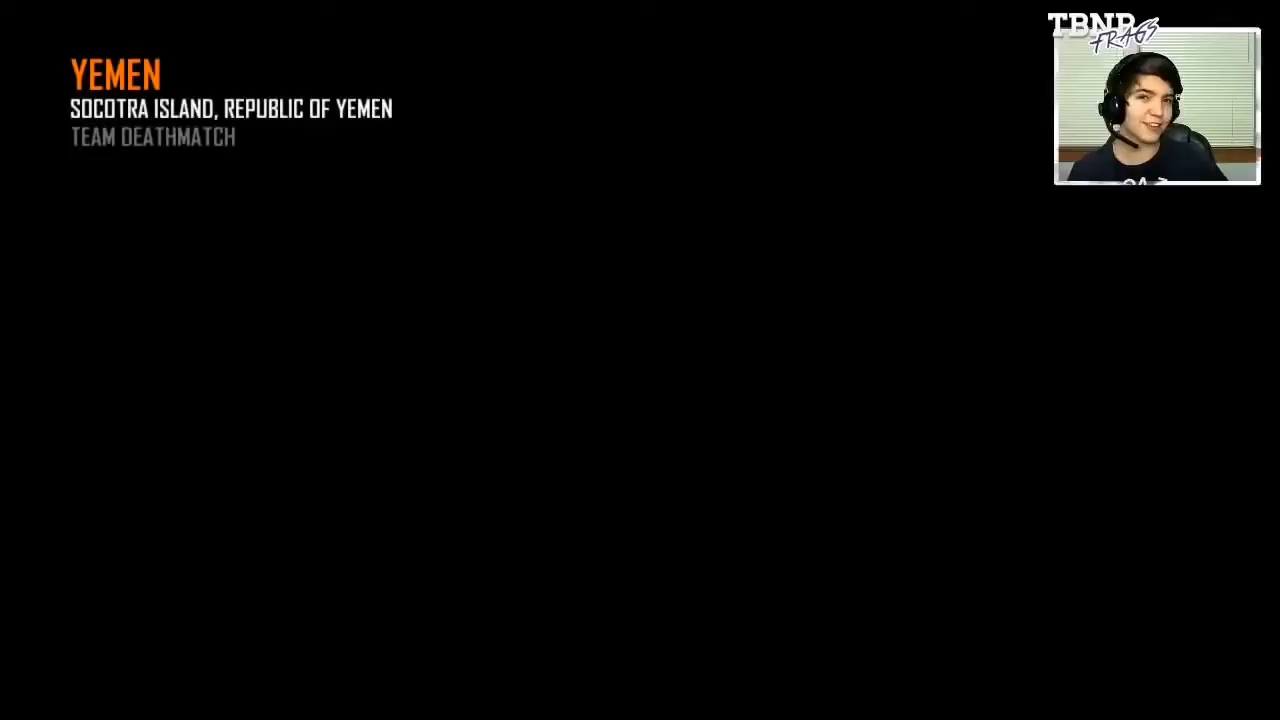 YEMEN
SOCOTRA ISLAND, REPUBLIC OF YEMEN
TEAM DEATHMATCH
TBNR
FRAGS